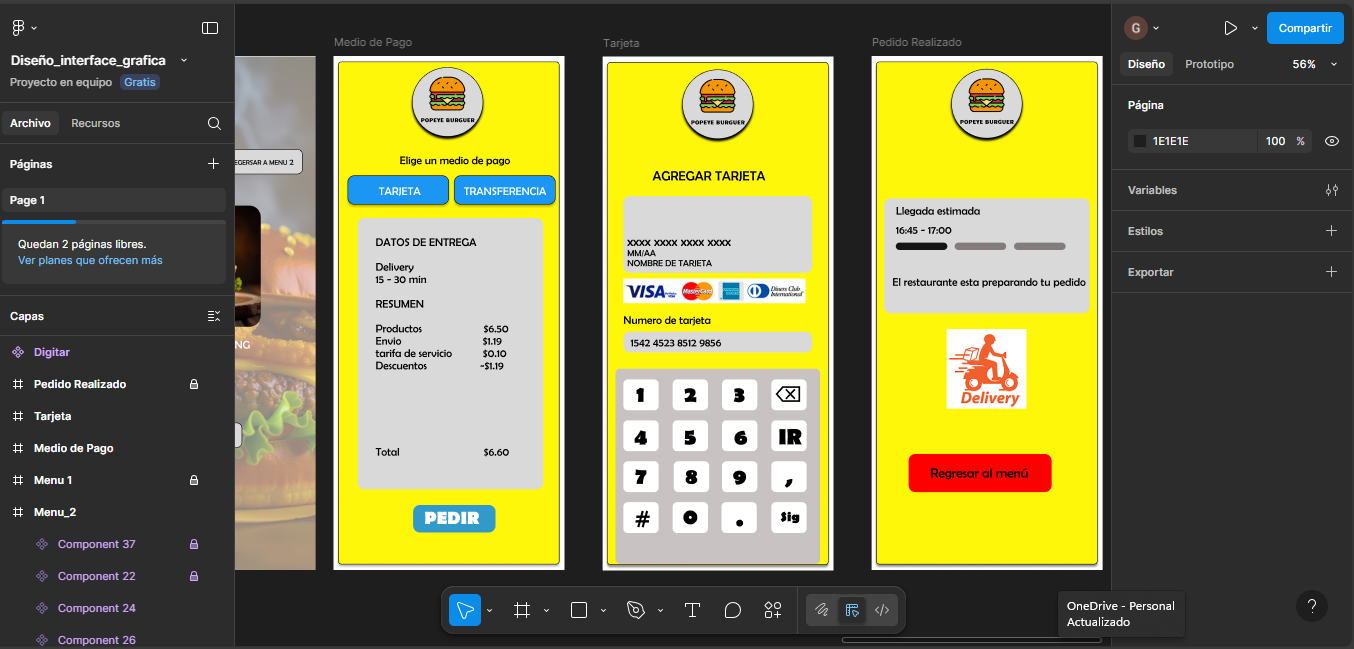 Diseño_interface_grafica
Proyecto en equipo Gratis
Archivo Recursos
Páginas
Page 1
Quedan 2 páginas libres.
Ver planes que ofrecen más
Capas
Digitar
Pedido Realizado
Tarjeta
Medio de Pago
Menu 1
Menu_2
Component 37
Component 22
Component 24
Component 26
A MENU 2
NG
Medio de Pago
POPEYE BURGUER
Elige un medio de pago
TARJETA TRANSFERENCIA
DATOS DE ENTREGA
Delivery
15 - 30 min
RESUMEN
Productos $6.50
Envio $1.19
tarifa de servicio $0.10
Descuentos -$1.19
Total $6.60
PEDIR
Tarjeta
POPEYE BURGUER
AGREGAR TARJETA
XXXX XXXX XXXX XXXX
MM/AA
NOMBRE DE TARJETA
VISA MasterCard Diners Club
International
Numero de tarjeta
1542 4523 8512 9856
1 2 3
4 5 6 IR
7 8 9 ,
# 0 . Sig
Pedido Realizado
POPEYE BURGUER
Llegada estimada
16:45 - 17:00
El restaurante esta preparando tu pedido
Delivery
Regresar al menú
G Compartir
Diseño Prototipo 56%
Página
1E1E1E 100 %
Variables
Estilos
Exportar
OneDrive - Personal
Actualizado
?